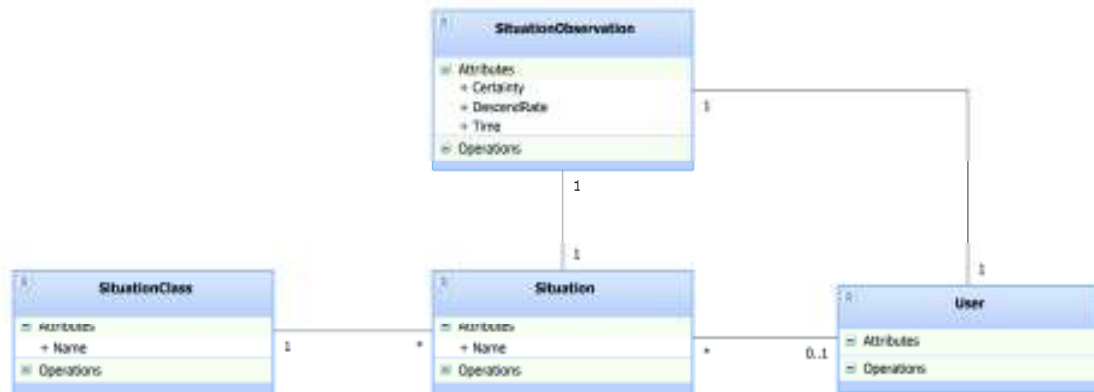 SituationObservation
Attributes
+ Certainty
+ DescendRate
+ Time
Operations
1
1
1
1
SituationClass
Attributes
+ Name
Operations
1
*
Situation
Attributes
+ Name
Operations
*
0..1
User
Attributes
Operations